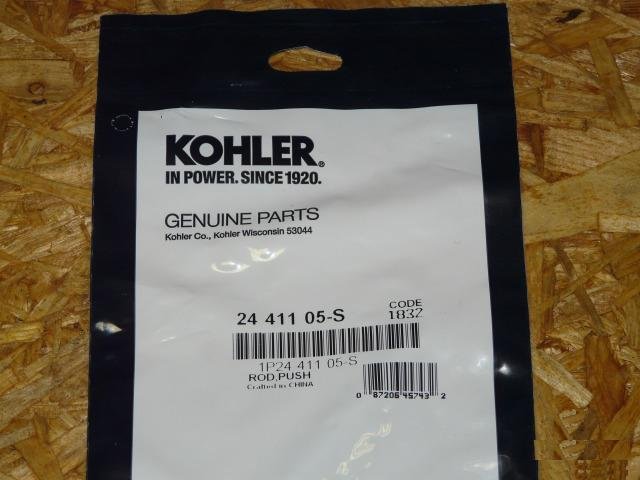 KOHLER®
IN POWER. SINCE 1920.
GENUINE PARTS
Kohler Co., Kohler Wisconsin 53044
24 411 05-S
CODE
1832
1P24 411 05-S
ROD,PUSH
Crafted in CHINA
0 87206 45743 2